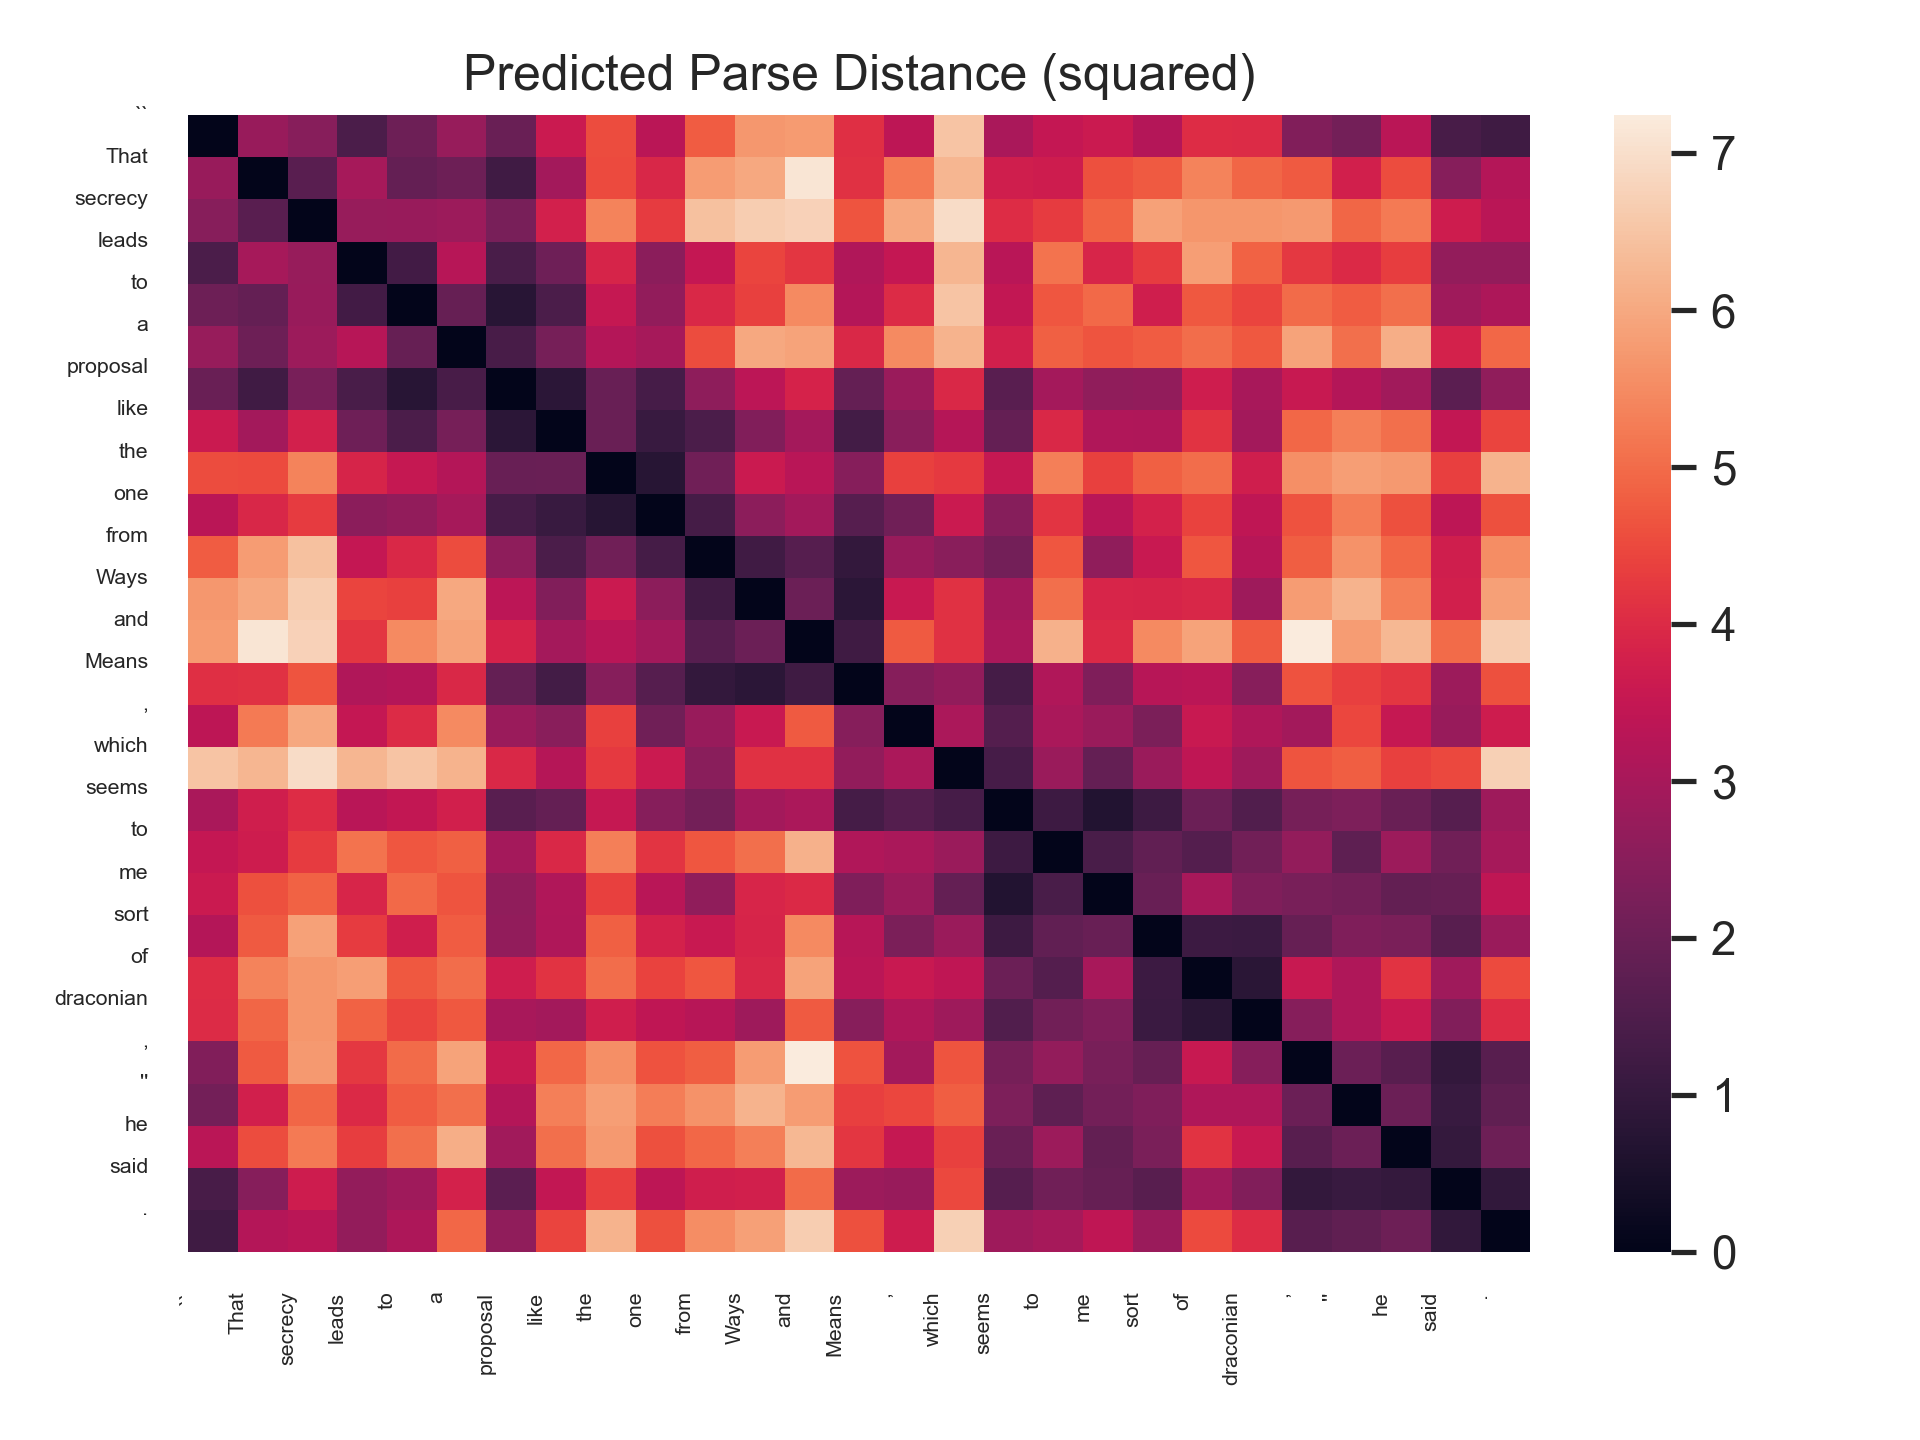 Predicted Parse Distance (squared)
``
That
secrecy
leads
to
a
proposal
like
the
one
from
Ways
and
Means
,
which
seems
to
me
sort
of
draconian
,
''
he
said
.
7
6
5
4
3
2
1
0
`` That secrecy leads to a proposal like the one from Ways and Means , which seems to me sort of draconian , '' he said .